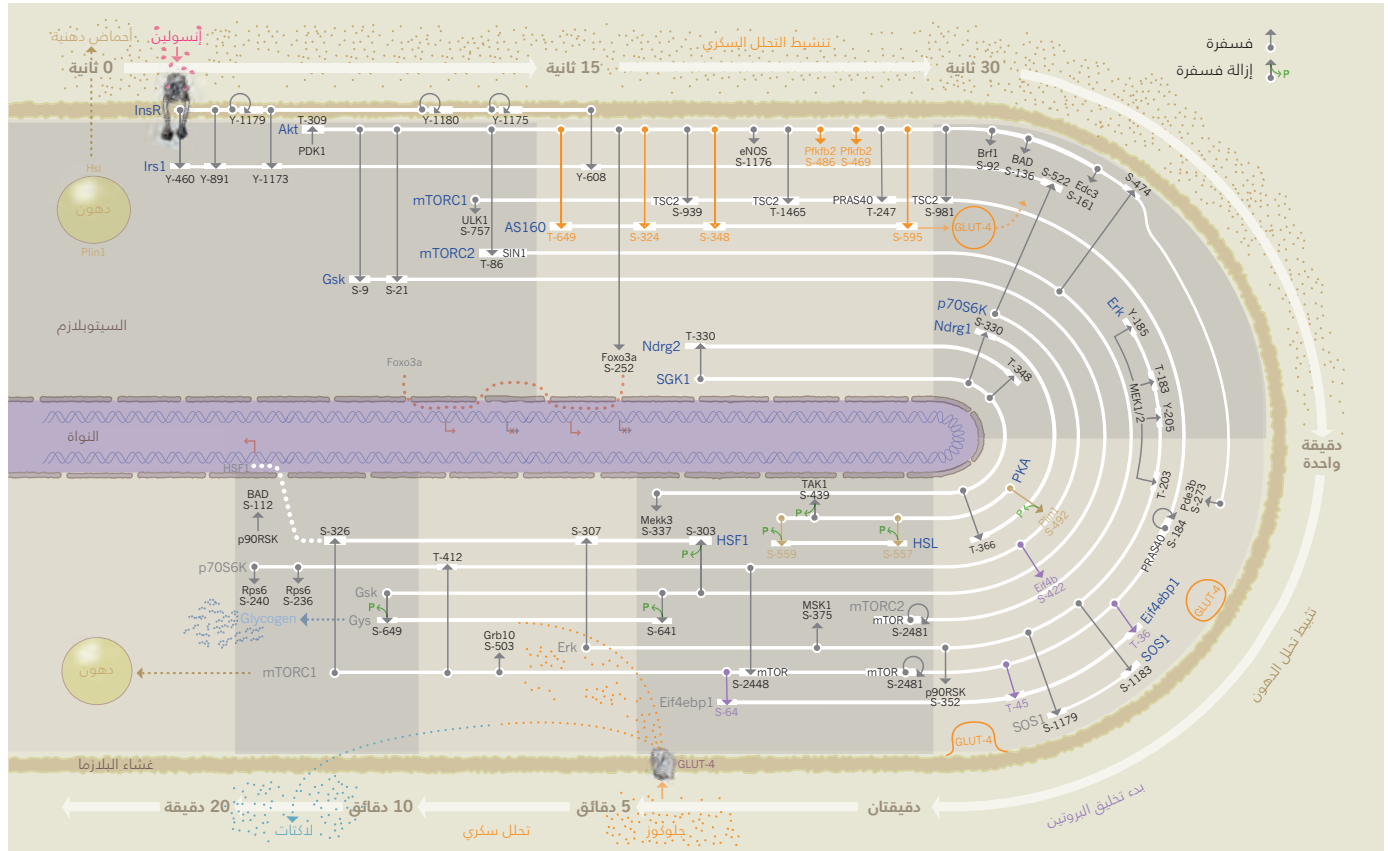 أحماض دهنية
إنسولين
تنشيط التحلل السكري
فسفرة
إزالة فسفرة
P
0 ثانية
15 ثانية
30 ثانية
InsR
Y-1179
Y-1180
Y-1175
Akt
T-309
PDK1
eNOS
S-1176
Pfkfb2
S-486
Pfkfb2
S-469
Brf1
S-92
BAD
S-136
S-522
Edc3
S-161
S-474
Irs1
Y-460
Y-891
Y-1173
Y-608
Hsl
دهون
Plin1
mTORC1
ULK1
S-757
TSC2
S-939
TSC2
T-1465
PRAS40
T-247
TSC2
S-981
AS160
T-649
S-324
S-348
S-595
GLUT-4
mTORC2
T-86
SIN1
Gsk
S-9
S-21
p70S6K
Ndrg1
S-330
Erk
Y-185
السيتوبلازم
Foxo3a
Foxo3a
S-252
Ndrg2
T-330
SGK1
T-348
T-183
MEK1/2
Y-205
النواة
دقيقة
واحدة
HSF1
PKA
T-203
Pde3b
S-273
BAD
S-112
p90RSK
S-326
S-307
Mekk3
S-337
TAK1
S-439
P
S-303
HSF1
P
P
S-559
P
S-557
HSL
T-366
P
Plin1
S-492
PRAS40
S-184
p70S6K
Rps6
S-240
Rps6
S-236
T-412
Eif4b
S-422
Gsk
P
Glycogen
Gys
S-649
P
S-641
MSK1
S-375
mTORC2
mTOR
S-2481
Eif4ebp1
T-36
GLUT-4
SOS1
S-1183
Grb10
S-503
Erk
دهون
mTORC1
mTOR
S-2448
mTOR
S-2481
p90RSK
S-352
Eif4ebp1
S-64
T-45
SOS1
S-1179
تثبيط تحلل الدهون
GLUT-4
غشاء البلازما
GLUT-4
بدء تخليق البروتين
20 دقيقة
10 دقائق
5 دقائق
دقيقتان
لاكتات
تحلل سكري
جلوكوز